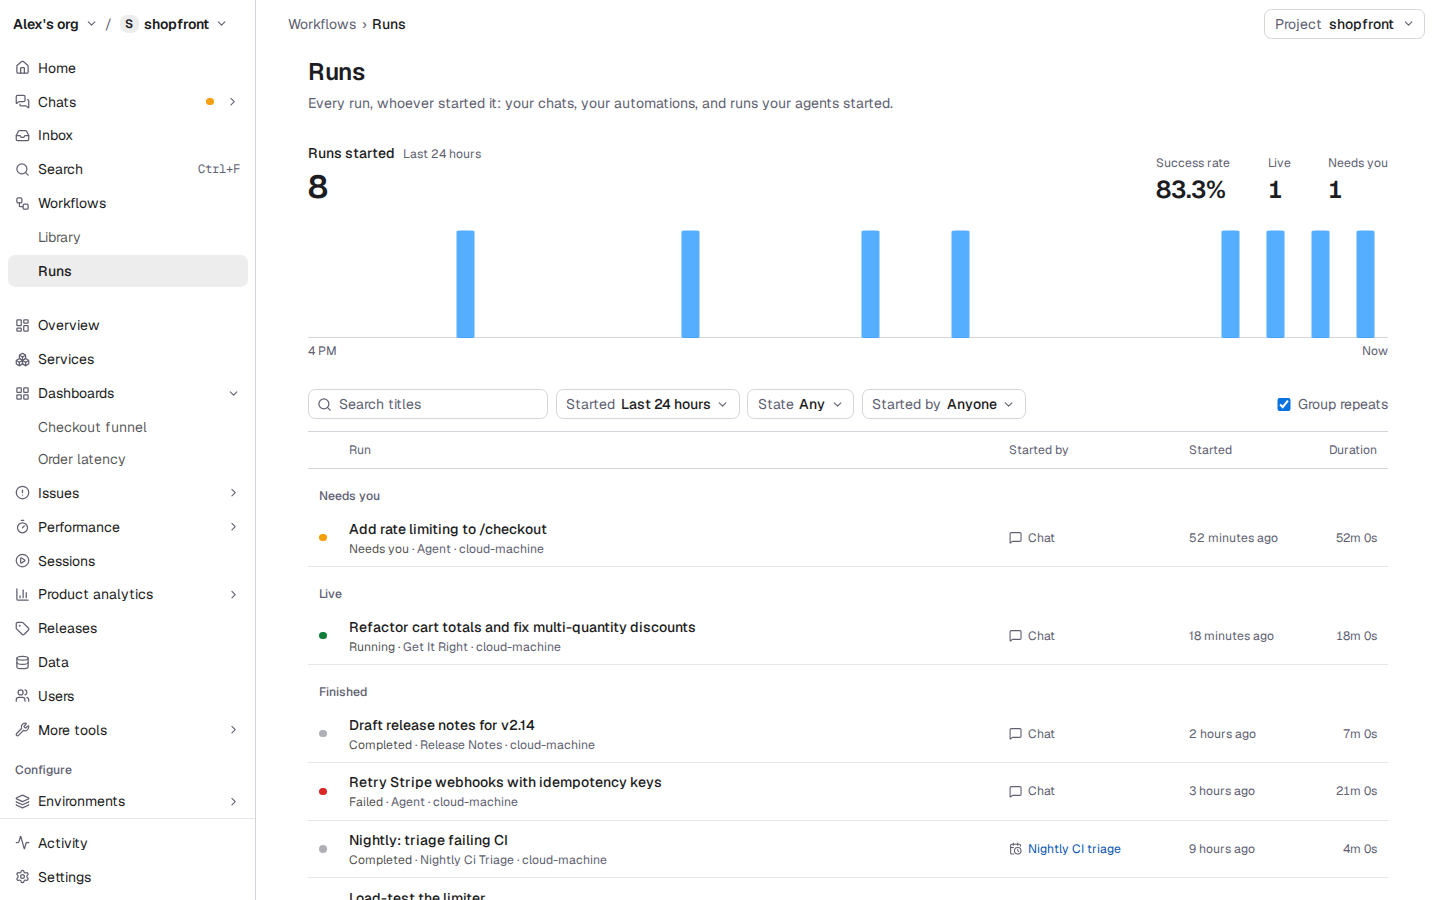 Alex's org / S shopfront
Home
Chats
Inbox
Search Ctrl+F
Workflows
Library
Runs
Overview
Services
Dashboards
Checkout funnel
Order latency
Issues
Performance
Sessions
Product analytics
Releases
Data
Users
More tools
Configure
Environments
Activity
Settings
Workflows › Runs
Project shopfront
Runs
Every run, whoever started it: your chats, your automations, and runs your agents started.
Runs started Last 24 hours
8
Success rate Live Needs you
83.3% 1 1
4 PM Now
Search titles Started Last 24 hours State Any Started by Anyone Group repeats
Run Started by Started Duration
Needs you
Add rate limiting to /checkout
Needs you · Agent · cloud-machine
Chat 52 minutes ago 52m 0s
Live
Refactor cart totals and fix multi-quantity discounts
Running · Get It Right · cloud-machine
Chat 18 minutes ago 18m 0s
Finished
Draft release notes for v2.14
Completed · Release Notes · cloud-machine
Chat 2 hours ago 7m 0s
Retry Stripe webhooks with idempotency keys
Failed · Agent · cloud-machine
Chat 3 hours ago 21m 0s
Nightly: triage failing CI
Completed · Nightly Ci Triage · cloud-machine
Nightly CI triage 9 hours ago 4m 0s
Load-test the limiter